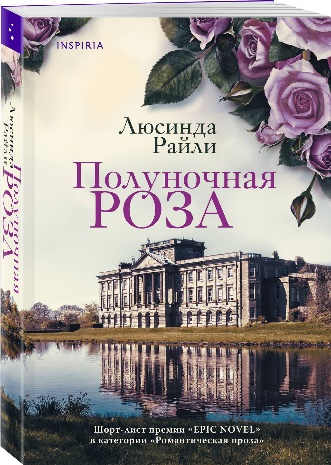 INSPIRIA
Люсинда
Райли
Полуночная
РОЗА
Шорт-лист премии «EPIC NOVEL»
в категории «Романтическая проза»
Люсинда
Райли
Полуночная
РОЗА